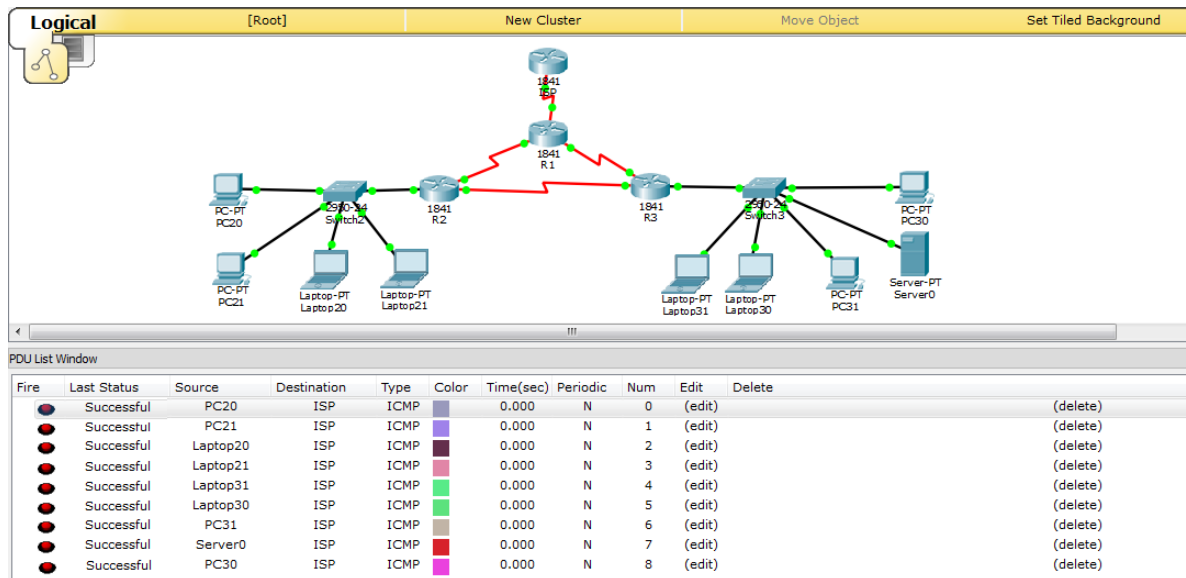 Logical [Root] New Cluster Move Object Set Tiled Background
1841
ISP
1841
R1
1841
R2
1841
R3
2950-24
Switch2
2950-24
Switch3
PC-PT
PC20
PC-PT
PC21
Laptop-PT
Laptop20
Laptop-PT
Laptop21
Laptop-PT
Laptop31
Laptop-PT
Laptop30
PC-PT
PC31
Server-PT
Server0
PC-PT
PC30
PDU List Window
Fire Last Status Source Destination Type Color Time(sec) Periodic Num Edit Delete
Successful PC20 ISP ICMP 0.000 N 0 (edit) (delete)
Successful PC21 ISP ICMP 0.000 N 1 (edit) (delete)
Successful Laptop20 ISP ICMP 0.000 N 2 (edit) (delete)
Successful Laptop21 ISP ICMP 0.000 N 3 (edit) (delete)
Successful Laptop31 ISP ICMP 0.000 N 4 (edit) (delete)
Successful Laptop30 ISP ICMP 0.000 N 5 (edit) (delete)
Successful PC31 ISP ICMP 0.000 N 6 (edit) (delete)
Successful Server0 ISP ICMP 0.000 N 7 (edit) (delete)
Successful PC30 ISP ICMP 0.000 N 8 (edit) (delete)